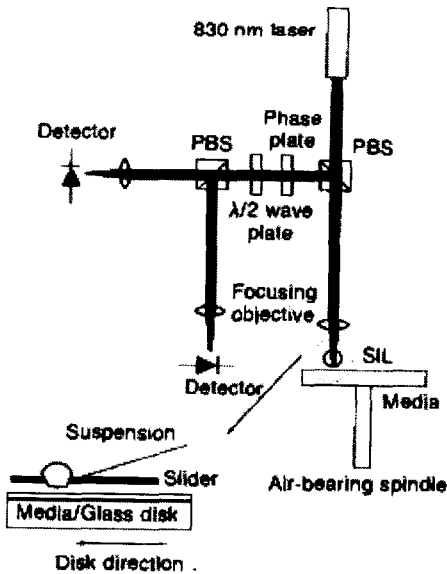 830 nm laser
Detector
PBS
Phase
plate
PBS
λ/2 wave
plate
Focusing
objective
SIL
Detector
Media
Suspension
Slider
Air-bearing spindle
Media/Glass disk
Disk direction .